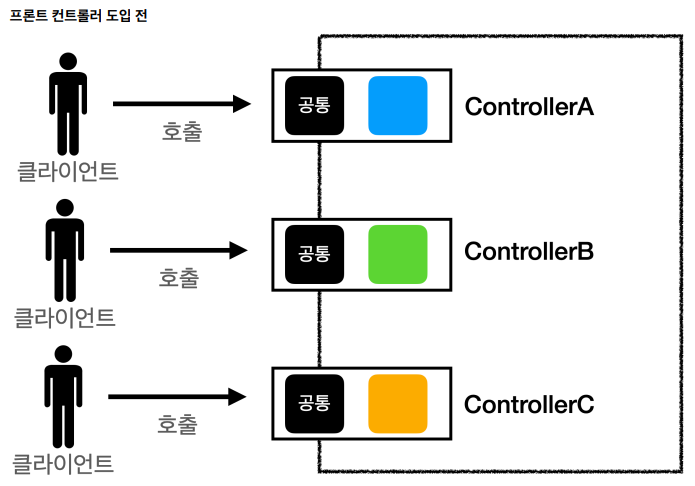 프론트 컨트롤러 도입 전
공통
ControllerA
호출
클라이언트
공통
ControllerB
호출
클라이언트
공통
ControllerC
호출
클라이언트